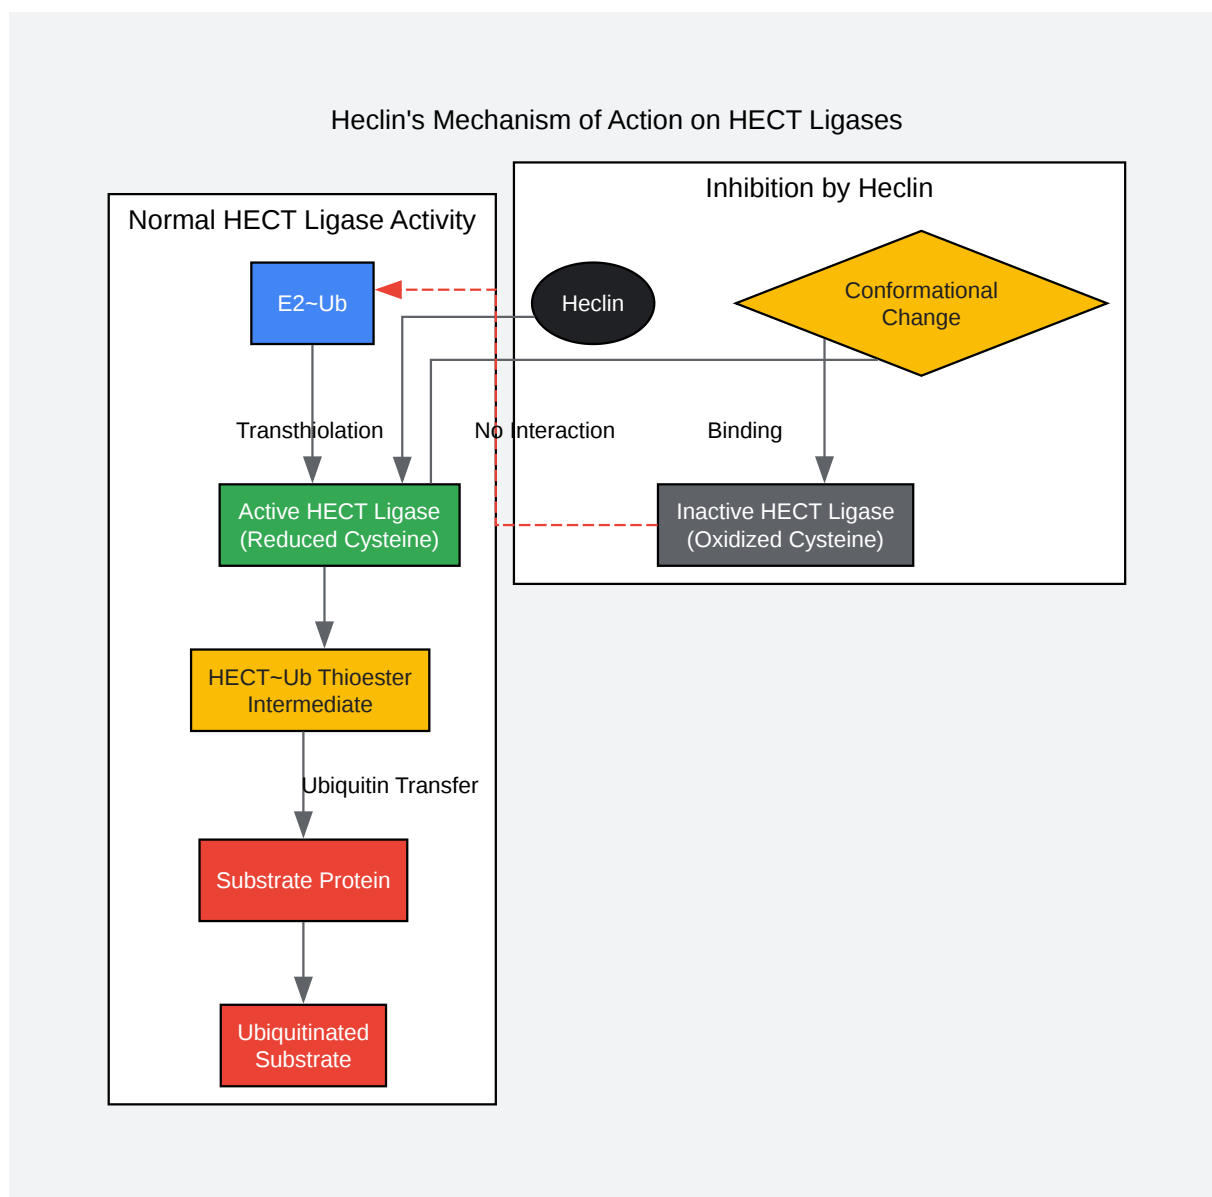 Heclin's Mechanism of Action on HECT Ligases
Inhibition by Heclin
Normal HECT Ligase Activity
E2~Ub
Heclin
Conformational
Change
Transthiolation
No Interaction
Binding
Active HECT Ligase
(Reduced Cysteine)
Inactive HECT Ligase
(Oxidized Cysteine)
HECT~Ub Thioester
Intermediate
Ubiquitin Transfer
Substrate Protein
Ubiquitinated
Substrate